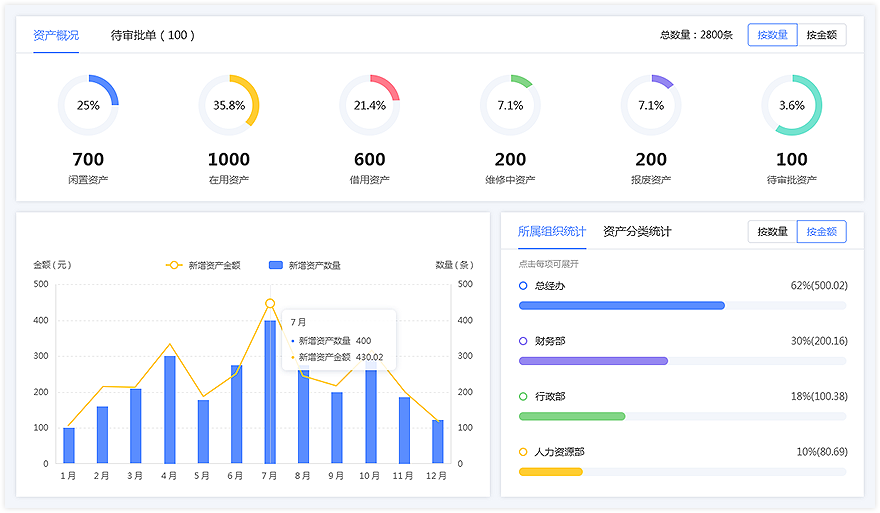 资产概况 待审批单（100） 总数量：2800条 按数量 按金额
25% 35.8% 21.4% 7.1% 7.1% 3.6%
700 1000 600 200 200 100
闲置资产 在用资产 借用资产 维修中资产 报废资产 待审批资产
金额（元） 新增资产金额 新增资产数量 数量（条）
500 500
400 400
300 300
200 200
100 100
0 0
7月
新增资产数量 400
新增资产金额 430.02
1月 2月 3月 4月 5月 6月 7月 8月 9月 10月 11月 12月
所属组织统计 资产分类统计 按数量 按金额
点击每项可展开
总经办 62%(500.02)
财务部 30%(200.16)
行政部 18%(100.38)
人力资源部 10%(80.69)